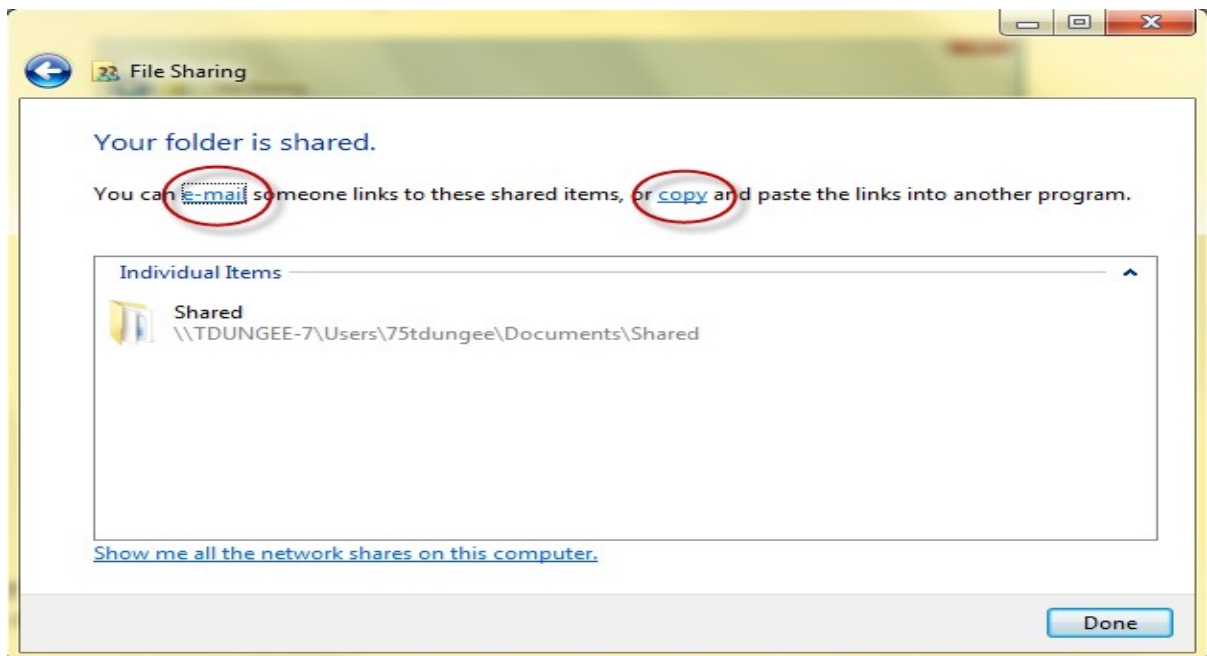 File Sharing
Your folder is shared.
You can e-mail someone links to these shared items, or copy and paste the links into another program.
Individual Items
Shared
\\TDUNGEE-7\Users\75tdungee\Documents\Shared
Show me all the network shares on this computer.
Done